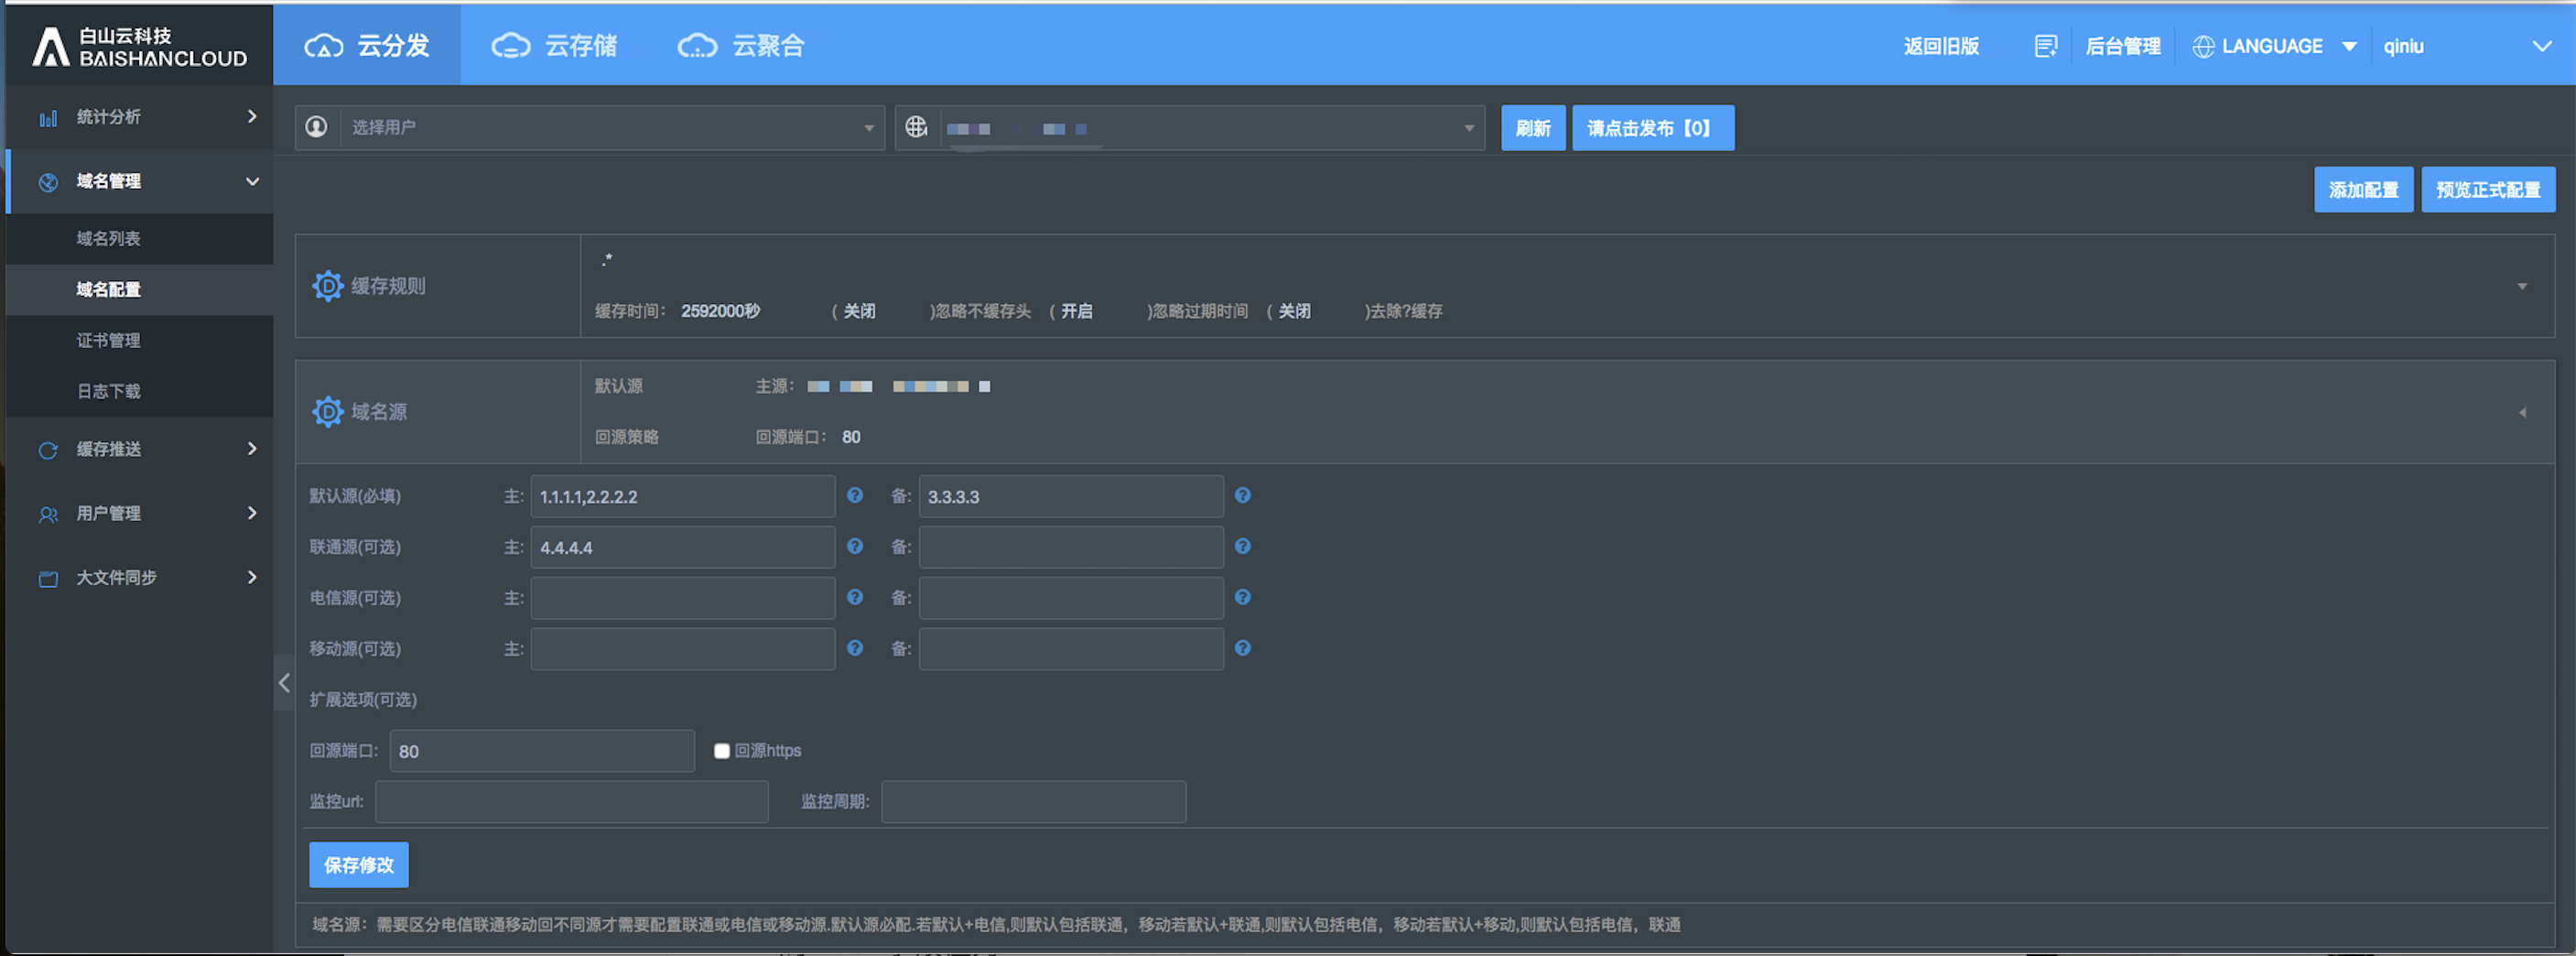 白山云科技
BAISHANCLOUD
云分发
云存储
云聚合
返回旧版
后台管理
LANGUAGE
qiniu
统计分析
域名管理
域名列表
域名配置
证书管理
日志下载
缓存推送
用户管理
大文件同步
选择用户
刷新
请点击发布【0】
添加配置
预览正式配置
缓存规则
.*
缓存时间： 2592000秒 ( 关闭 )忽略不缓存头 ( 开启 )忽略过期时间 ( 关闭 )去除?缓存
域名源
默认源 主源：
回源策略 回源端口： 80
默认源(必填) 主: 1.1.1.1,2.2.2.2 备: 3.3.3.3
联通源(可选) 主: 4.4.4.4 备:
电信源(可选) 主: 备:
移动源(可选) 主: 备:
扩展选项(可选)
回源端口: 80 回源https
监控url: 监控周期:
保存修改
域名源：需要区分电信联通移动回不同源才需要配置联通或电信或移动源.默认源必配.若默认+电信,则默认包括联通，移动若默认+联通,则默认包括电信，移动若默认+移动,则默认包括电信，联通